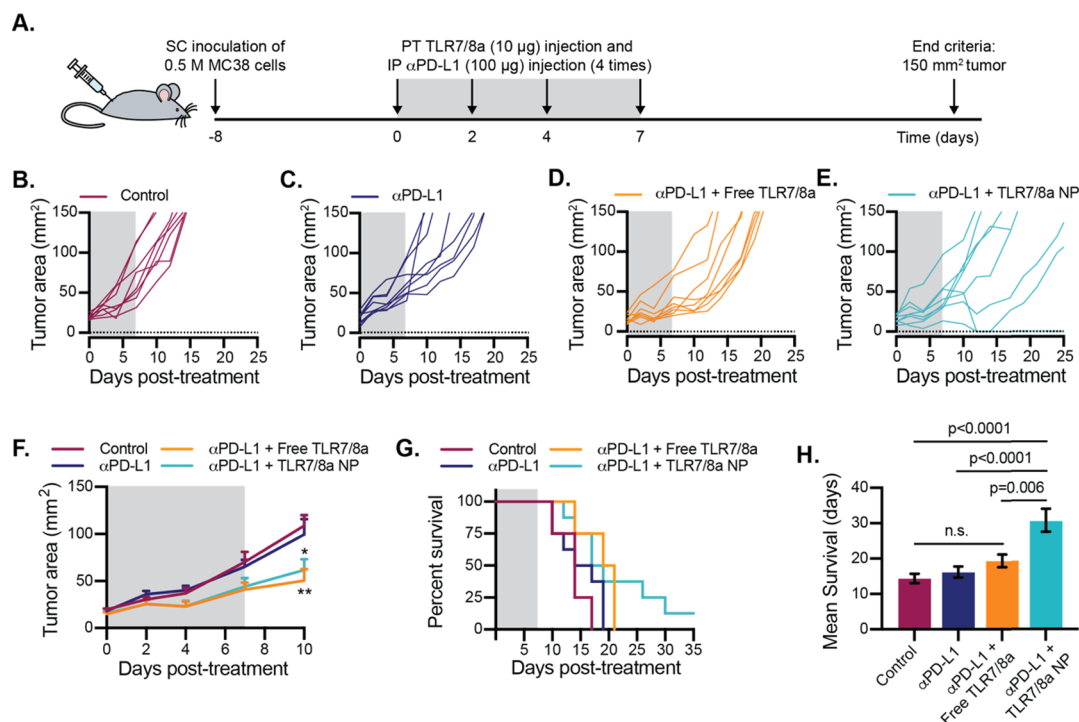 A.
SC inoculation of
0.5 M MC38 cells
PT TLR7/8a (10 µg) injection and
IP αPD-L1 (100 µg) injection (4 times)
End criteria:
150 mm² tumor
-8
0
2
4
7
Time (days)
B.
Control
Tumor area (mm²)
150
100
50
0
0 5 10 15 20 25
Days post-treatment
C.
αPD-L1
Tumor area (mm²)
150
100
50
0
0 5 10 15 20 25
Days post-treatment
D.
αPD-L1 + Free TLR7/8a
Tumor area (mm²)
150
100
50
0
0 5 10 15 20 25
Days post-treatment
E.
αPD-L1 + TLR7/8a NP
Tumor area (mm²)
150
100
50
0
0 5 10 15 20 25
Days post-treatment
F.
Control
αPD-L1 + Free TLR7/8a
αPD-L1
αPD-L1 + TLR7/8a NP
Tumor area (mm²)
150
100
50
0
*
**
0 2 4 6 8 10
Days post-treatment
G.
Control
αPD-L1 + Free TLR7/8a
αPD-L1
αPD-L1 + TLR7/8a NP
Percent survival
100
75
50
25
0
5 10 15 20 25 30 35
Days post-treatment
H.
p<0.0001
p<0.0001
p=0.006
n.s.
Mean Survival (days)
40
30
20
10
0
Control
αPD-L1
αPD-L1 +
Free TLR7/8a
αPD-L1 +
TLR7/8a NP